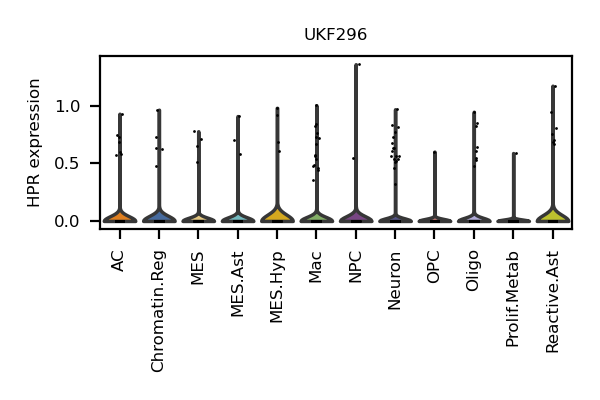 UKF296
HPR expression
1.0
0.5
0.0
AC
Chromatin.Reg
MES
MES.Ast
MES.Hyp
Mac
NPC
Neuron
OPC
Oligo
Prolif.Metab
Reactive.Ast